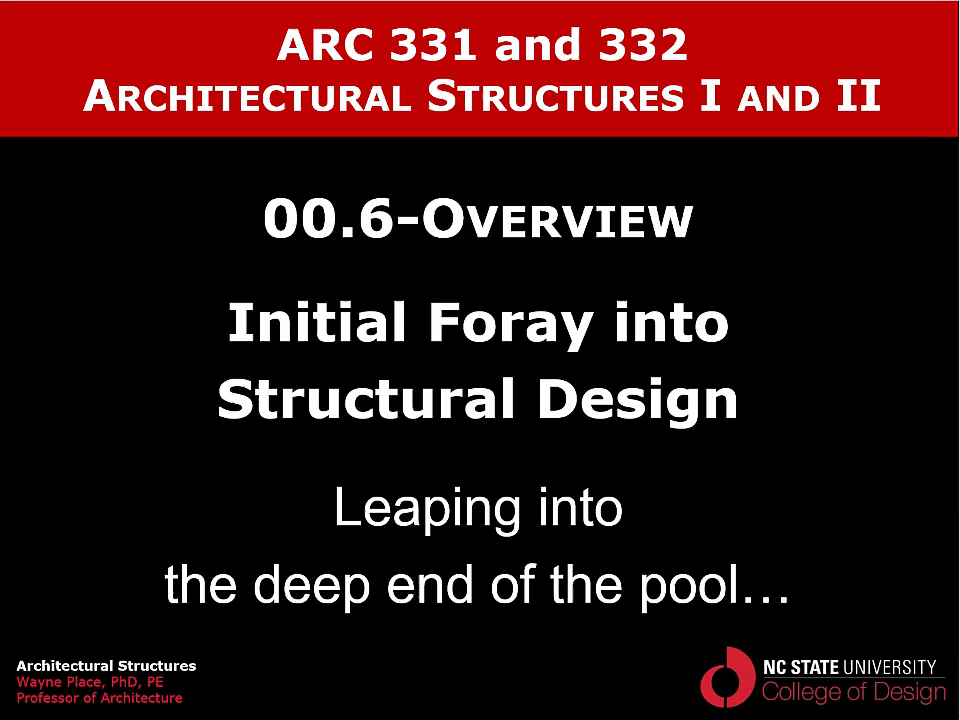 ARC 331 and 332
ARCHITECTURAL STRUCTURES I AND II
00.6-OVERVIEW
Initial Foray into
Structural Design
Leaping into
the deep end of the pool…
Architectural Structures
Wayne Place, PhD, PE
Professor of Architecture
NC STATE UNIVERSITY
College of Design